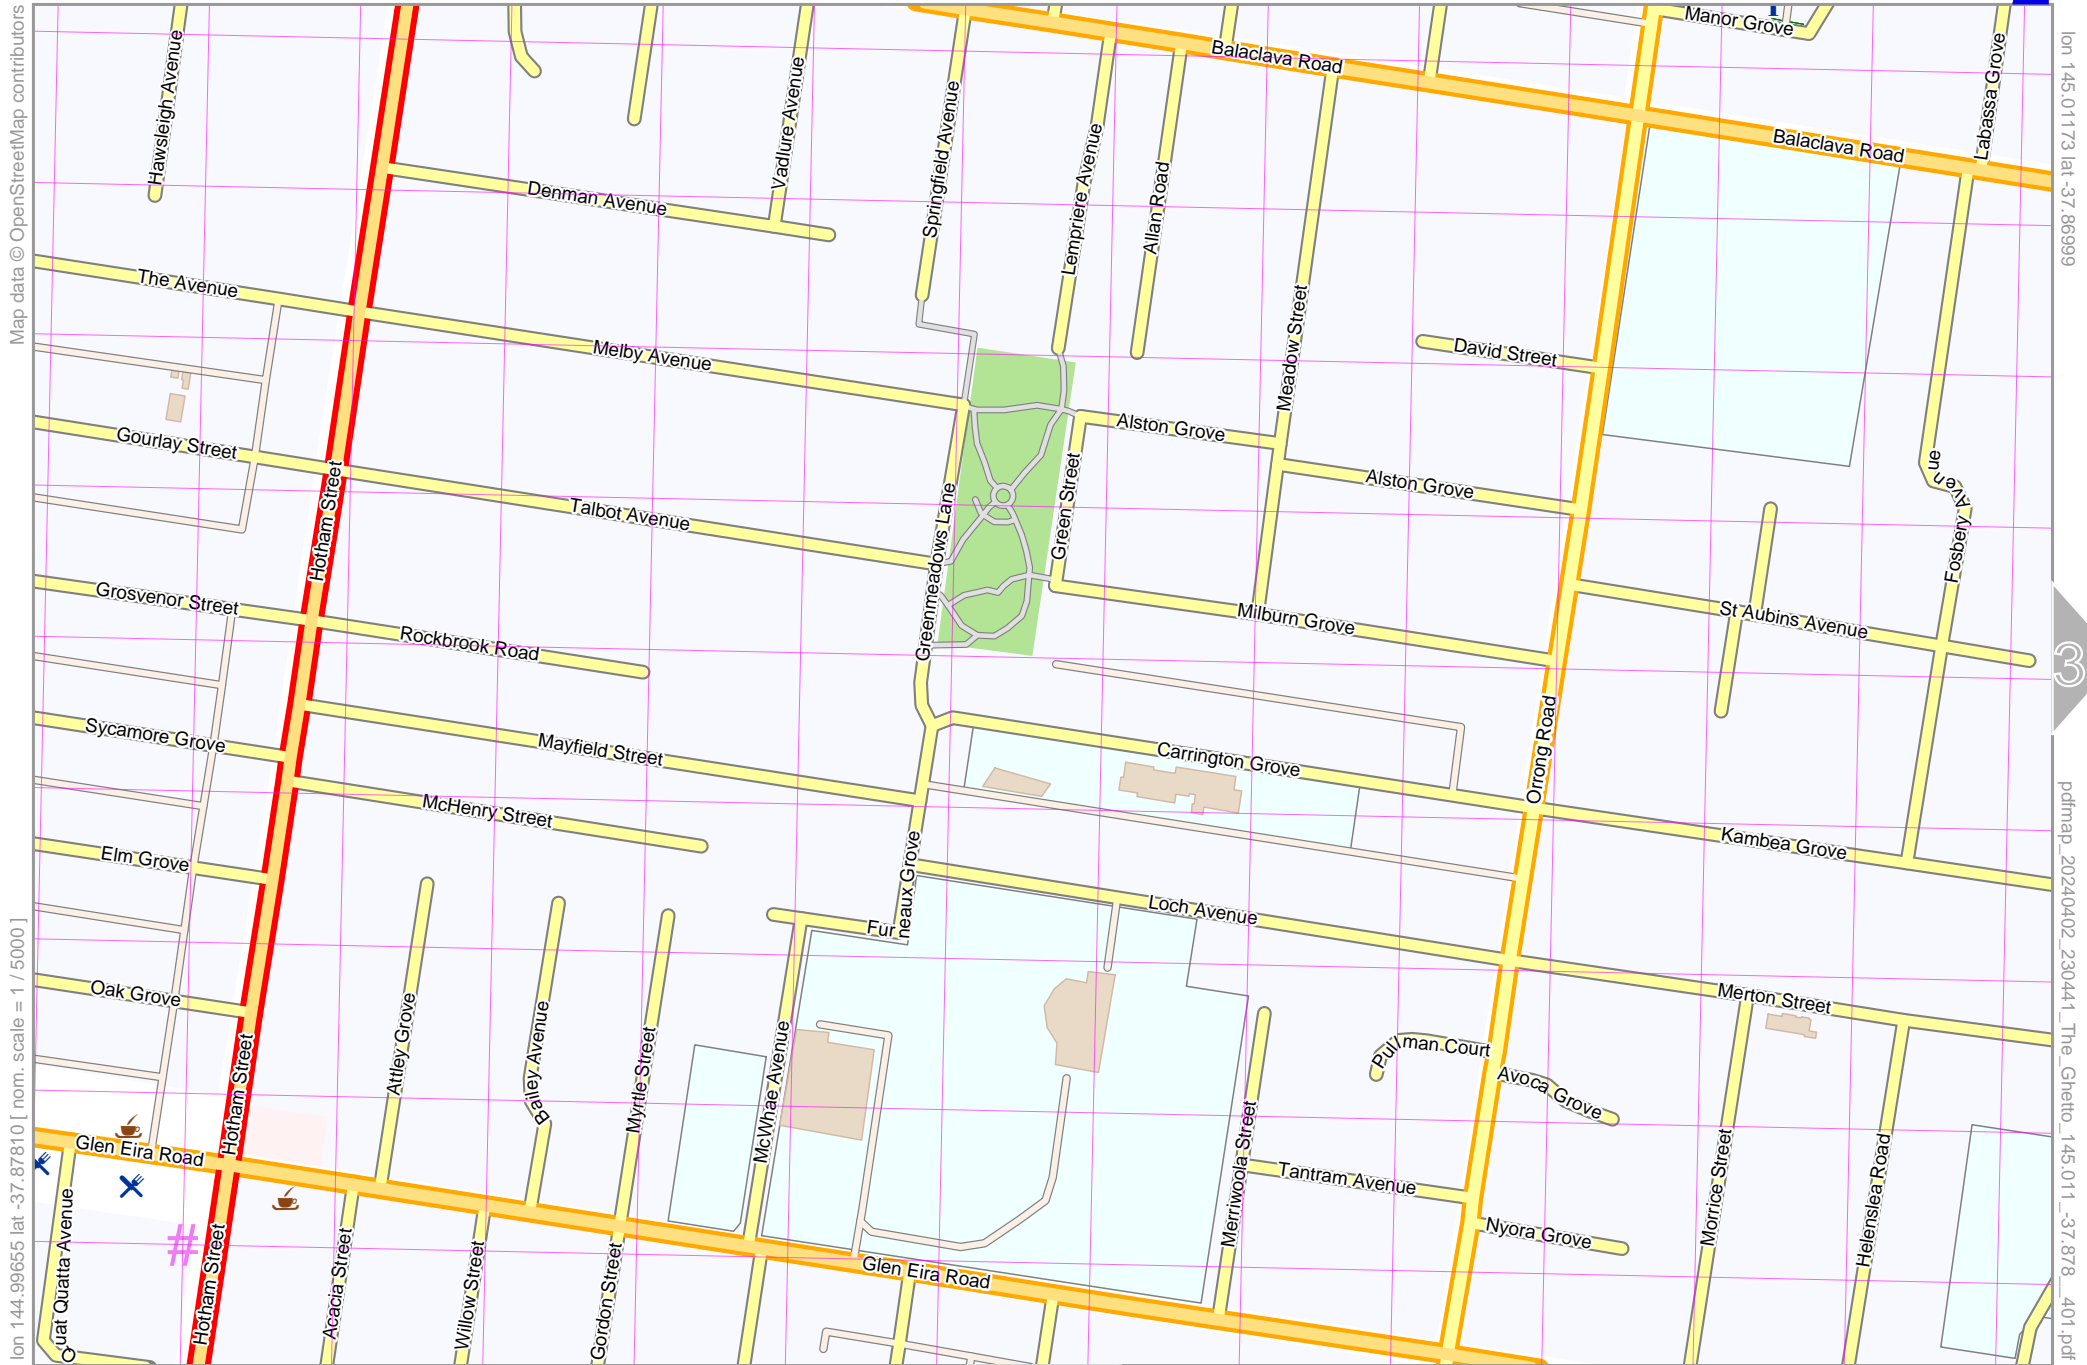 Map data © OpenStreetMap contributors
lon 144.99655 lat -37.87810 [ nom. scale = 1 / 5000 ]
lon 145.01173 lat -37.86999
pdfmap_20240402_230441_The_Ghetto_145.011_-37.878__401.pdf
3
Manor Grove
Balaclava Road
Balaclava Road
Labassa Grove
Hawsleigh Avenue
Vadlure Avenue
Springfield Avenue
Lempriere Avenue
Allan Road
Denman Avenue
The Avenue
Melby Avenue
Meadow Street
David Street
Gourlay Street
Alston Grove
Alston Grove
Green Street
Talbot Avenue
Hotham Street
Greenmeadows Lane
Fosbery Avenue
Grosvenor Street
Rockbrook Road
Milburn Grove
St Aubins Avenue
Sycamore Grove
Mayfield Street
Carrington Grove
Orrong Road
McHenry Street
Kambea Grove
Elm Grove
Furneaux Grove
Loch Avenue
Oak Grove
Merton Street
Attley Grove
Bailey Avenue
Myrtle Street
McWhae Avenue
Pullman Court
Avoca Grove
Hotham Street
Glen Eira Road
Merriwoola Street
Tantram Avenue
Morrice Street
Helenslea Road
Nyora Grove
Quat Quatta Avenue
#
Hotham Street
Acacia Street
Willow Street
Gordon Street
Glen Eira Road